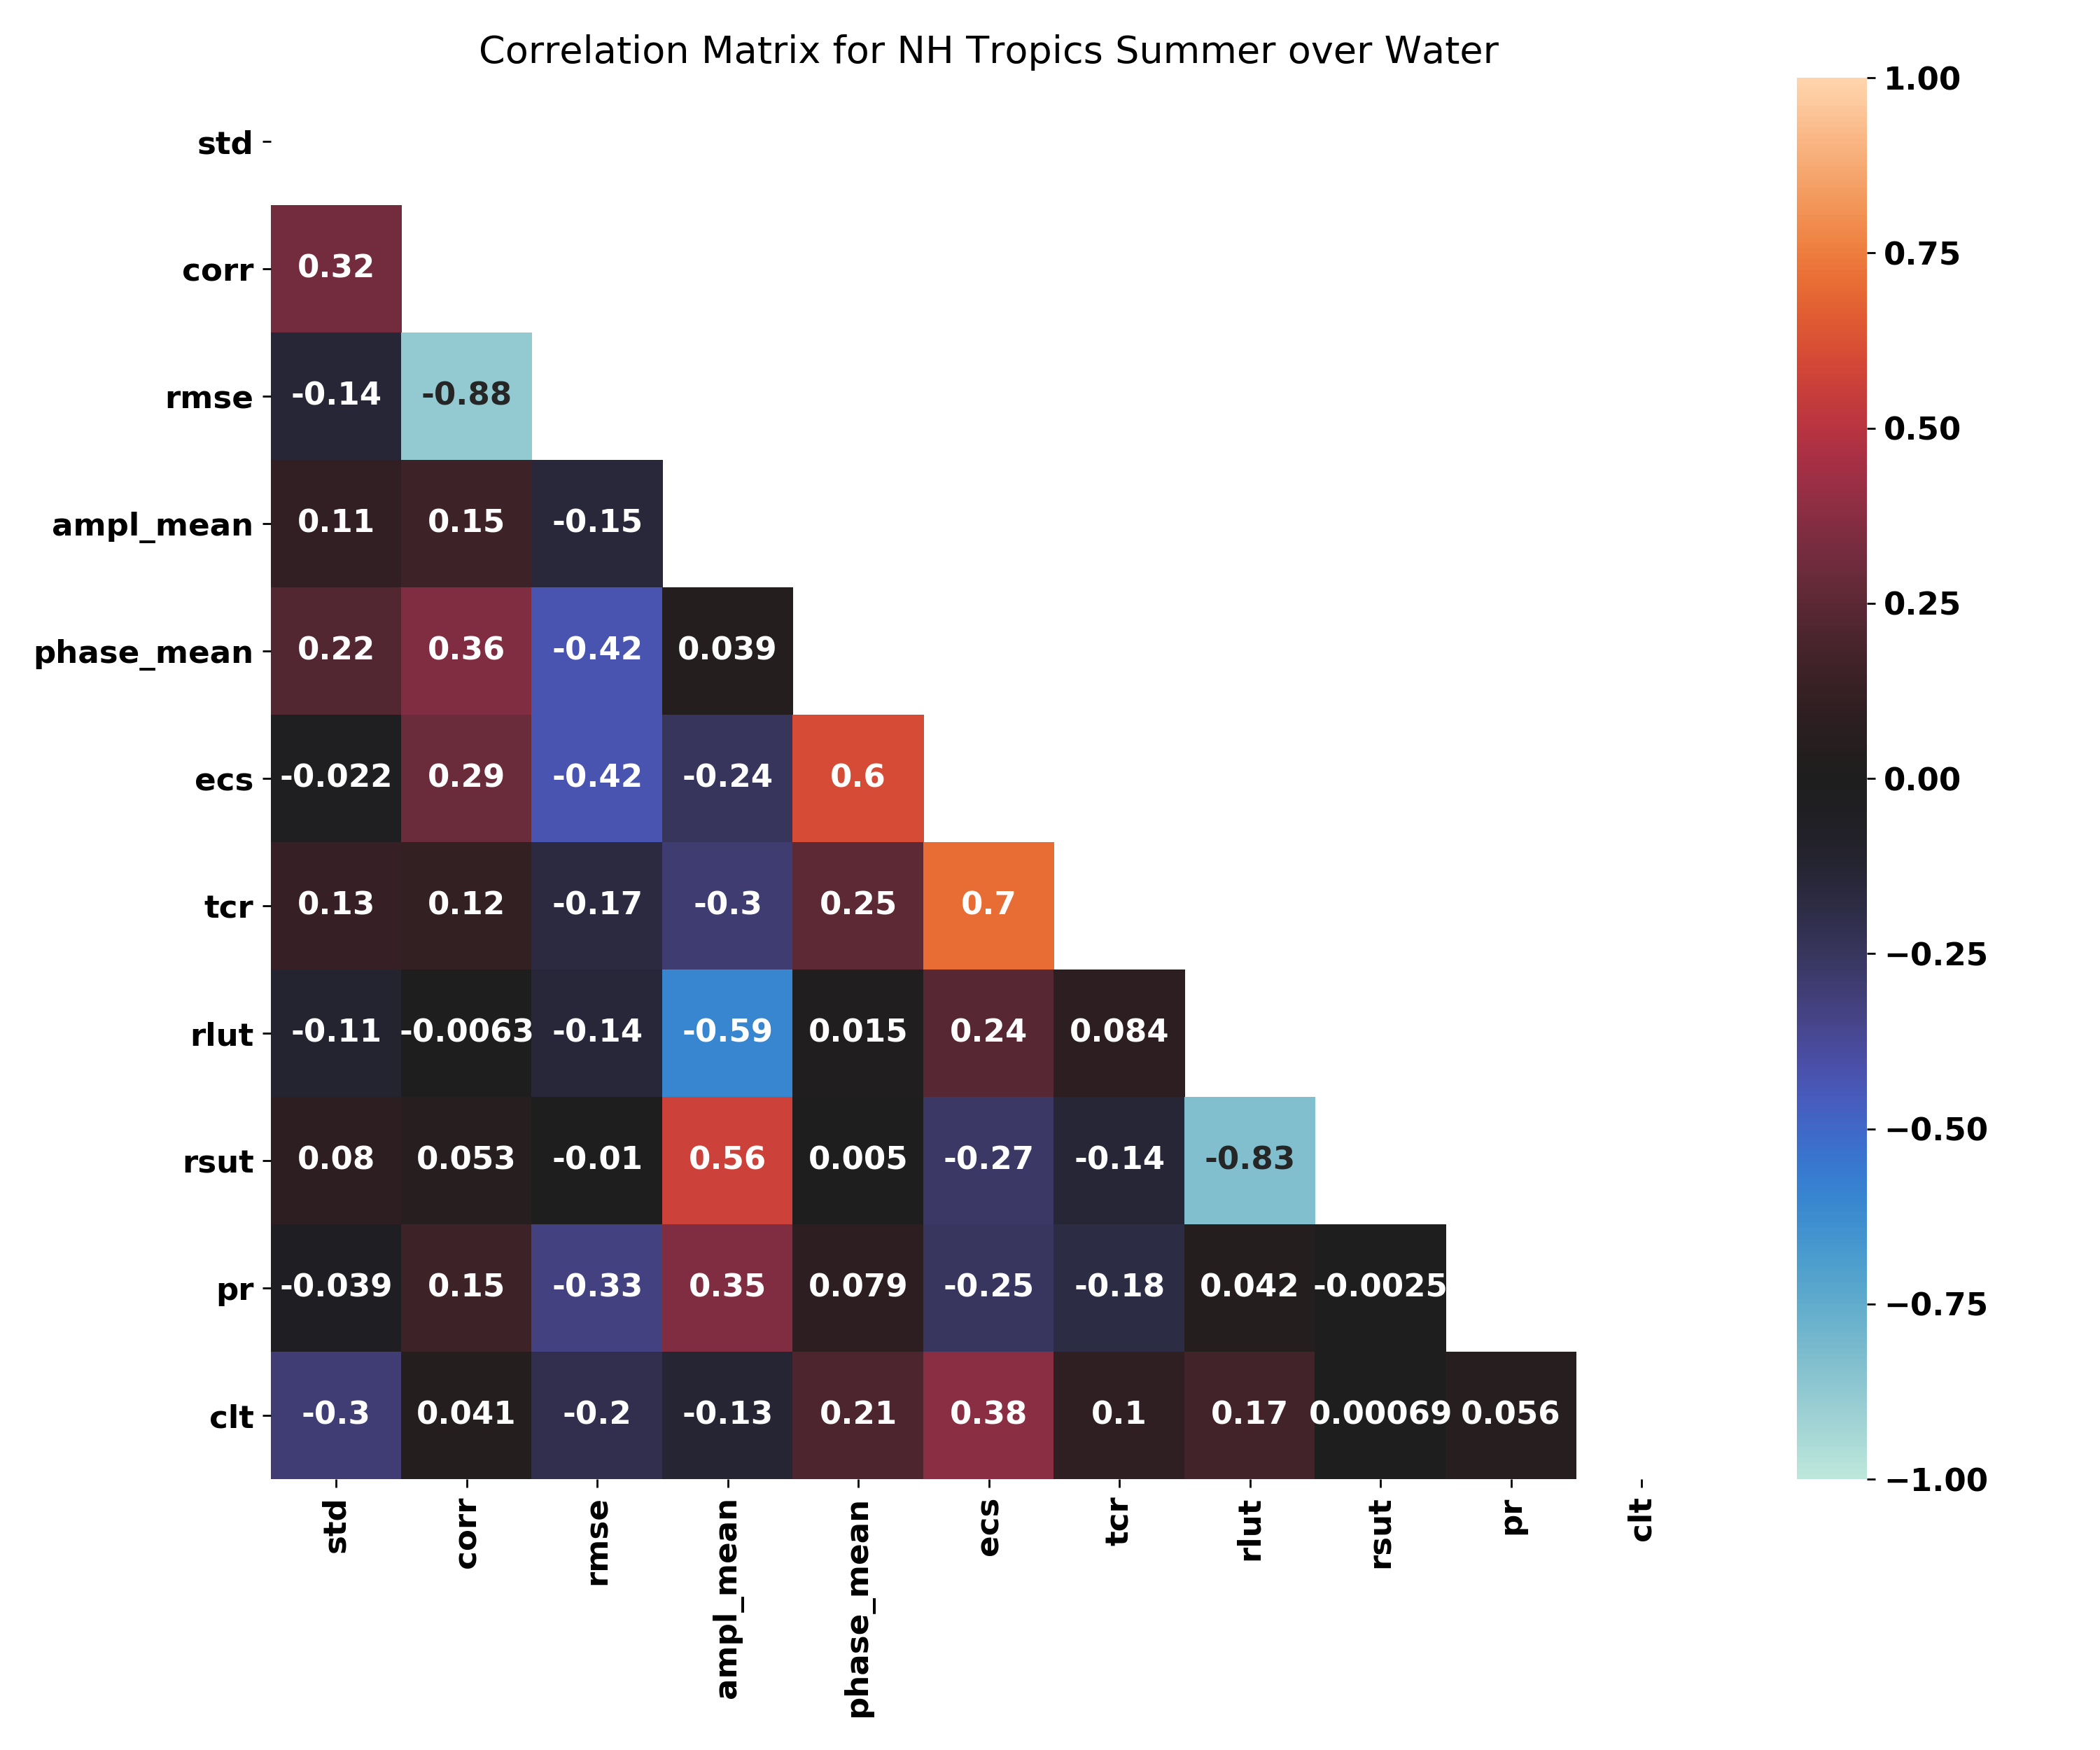 Correlation Matrix for NH Tropics Summer over Water
std
corr 0.32
rmse -0.14 -0.88
ampl_mean 0.11 0.15 -0.15
phase_mean 0.22 0.36 -0.42 0.039
ecs -0.022 0.29 -0.42 -0.24 0.6
tcr 0.13 0.12 -0.17 -0.3 0.25 0.7
rlut -0.11 -0.0063 -0.14 -0.59 0.015 0.24 0.084
rsut 0.08 0.053 -0.01 0.56 0.005 -0.27 -0.14 -0.83
pr -0.039 0.15 -0.33 0.35 0.079 -0.25 -0.18 0.042 -0.0025
clt -0.3 0.041 -0.2 -0.13 0.21 0.38 0.1 0.17 0.00069 0.056
std corr rmse ampl_mean phase_mean ecs tcr rlut rsut pr clt
1.00
0.75
0.50
0.25
0.00
−0.25
−0.50
−0.75
−1.00